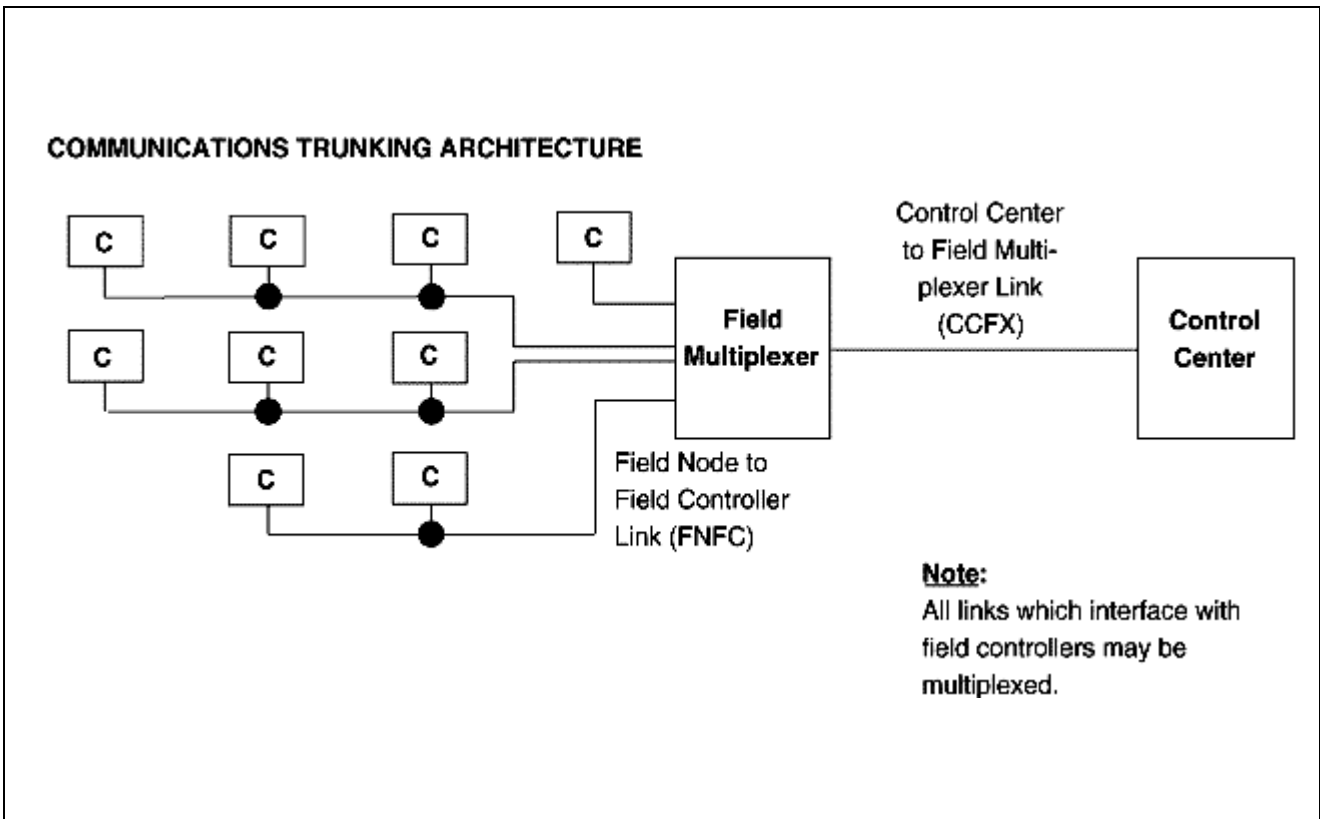 COMMUNICATIONS TRUNKING ARCHITECTURE
C
C
C
C
C
C
C
C
C
Field
Multiplexer
Control Center
to Field Multi-
plexer Link
(CCFX)
Control
Center
Field Node to
Field Controller
Link (FNFC)
Note:
All links which interface with
field controllers may be
multiplexed.